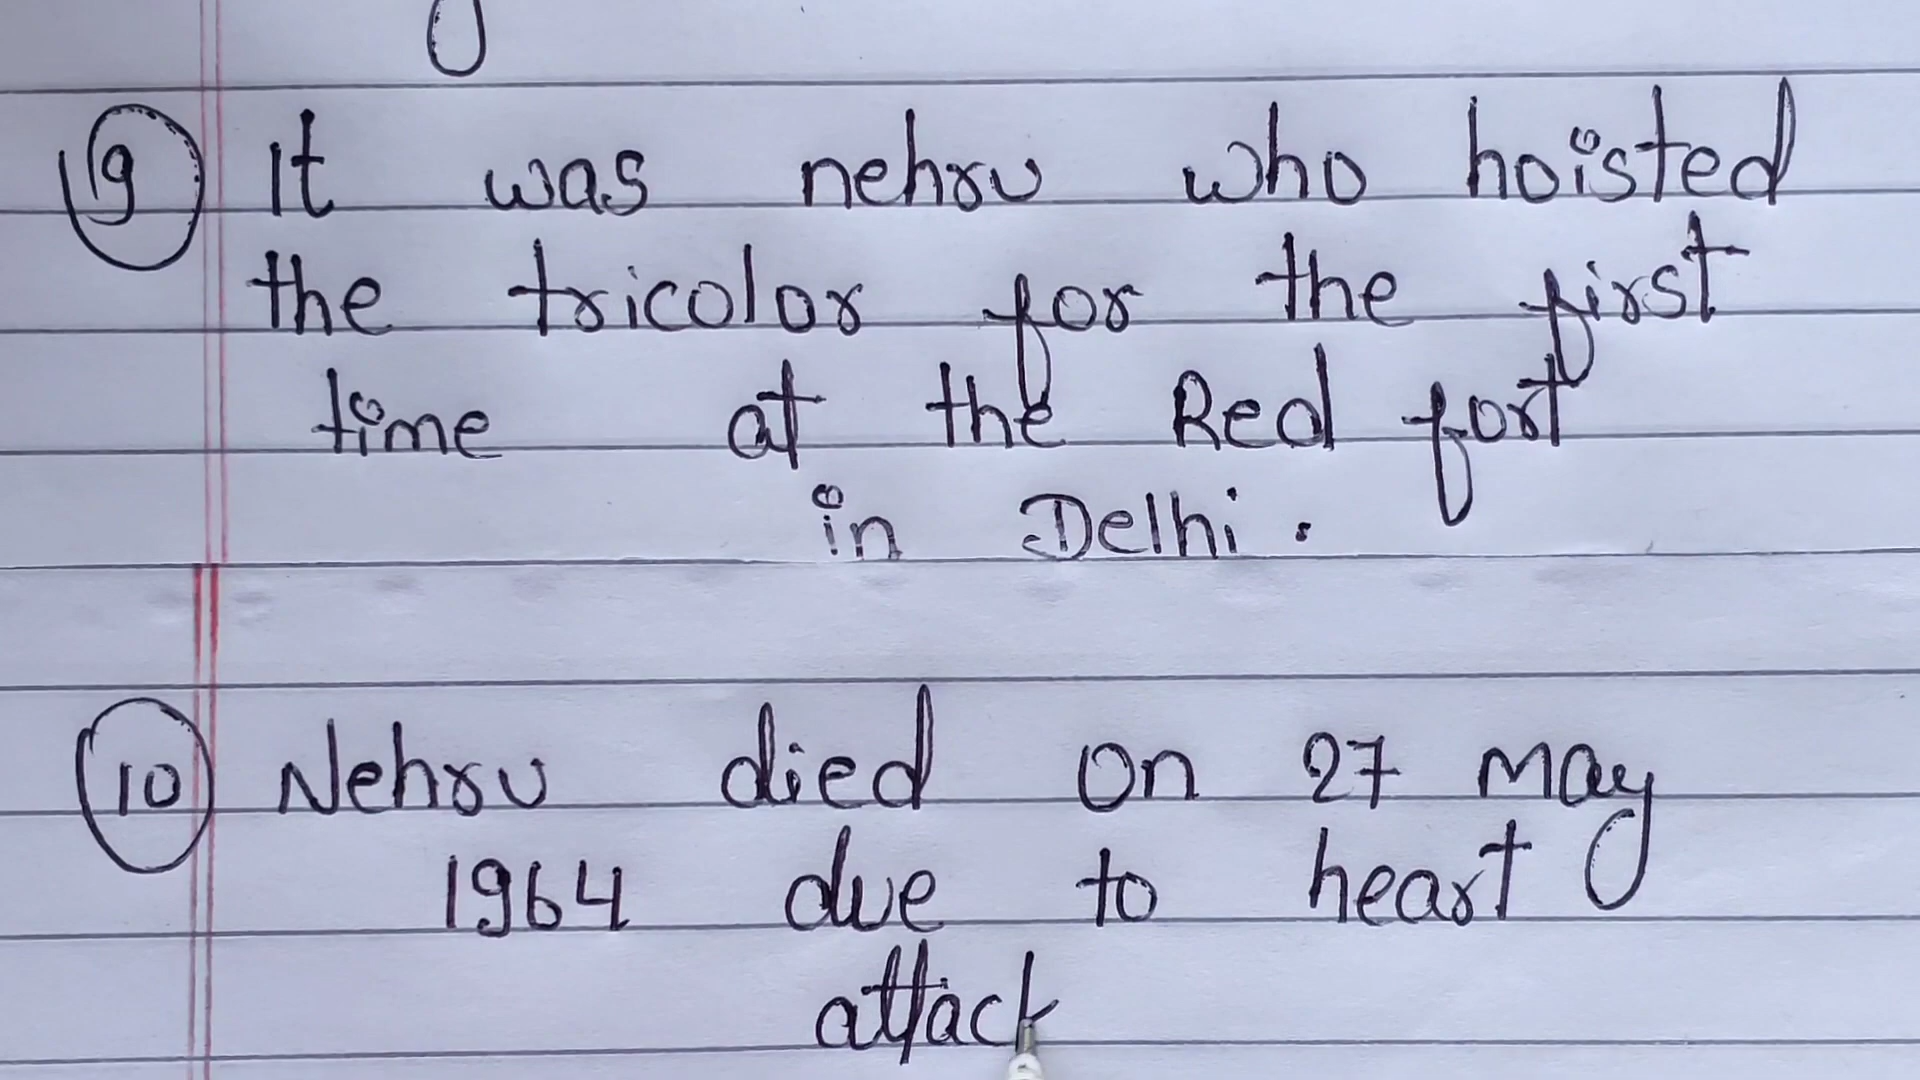 9 It was nehru who hoisted
the tricolor for the first
time at the Red fort
in Delhi.
10 Nehru died on 27 May
1964 due to heart
attack